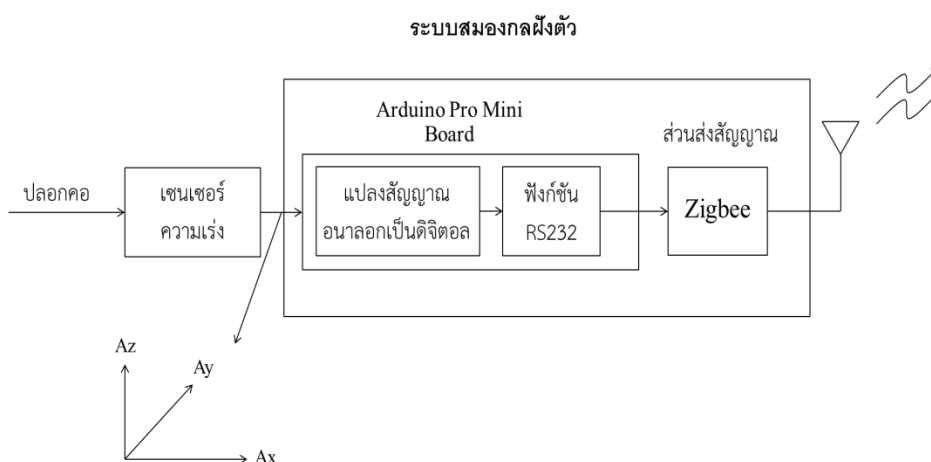 ระบบสมองกลฝังตัว
Arduino Pro Mini
Board
ส่วนส่งสัญญาณ
ปลอกคอ
เซนเซอร์
ความเร่ง
แปลงสัญญาณ
อนาลอกเป็นดิจิตอล
ฟังก์ชัน
RS232
Zigbee
Az
Ay
Ax